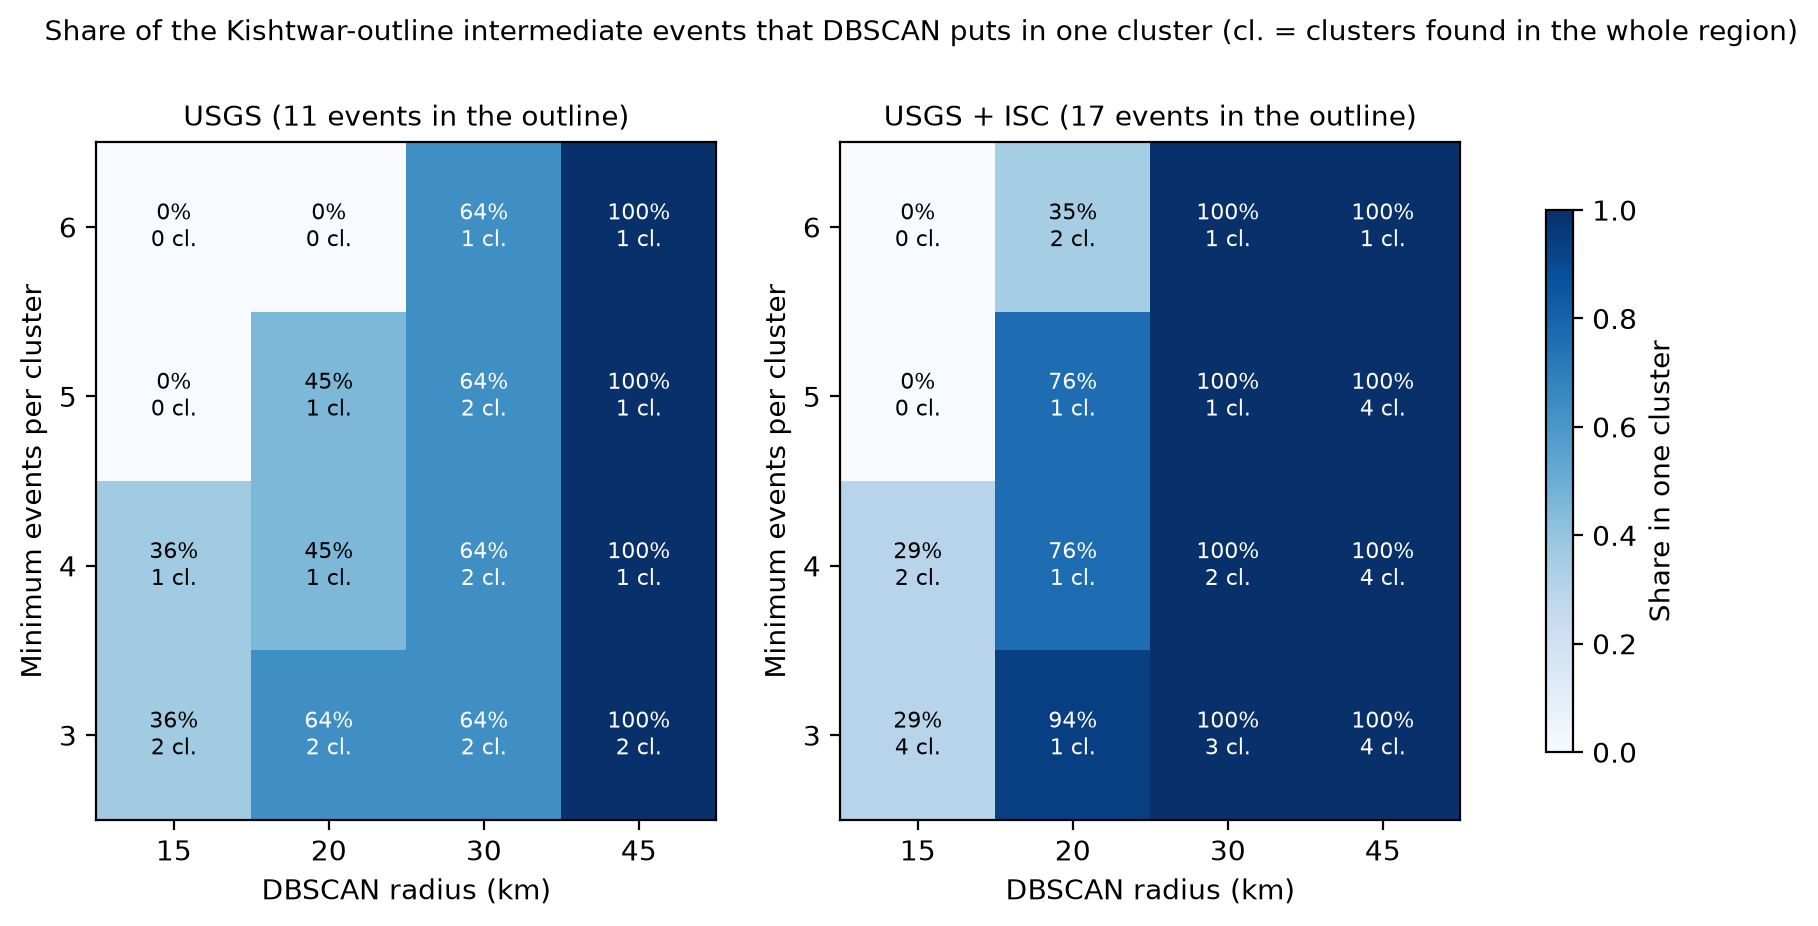 Share of the Kishtwar-outline intermediate events that DBSCAN puts in one cluster (cl. = clusters found in the whole region)
USGS (11 events in the outline)
Minimum events per cluster
6
5
4
3
0%
0 cl.
0%
0 cl.
64%
1 cl.
100%
1 cl.
0%
0 cl.
45%
1 cl.
64%
2 cl.
100%
1 cl.
36%
1 cl.
45%
1 cl.
64%
2 cl.
100%
1 cl.
36%
2 cl.
64%
2 cl.
64%
2 cl.
100%
2 cl.
15
20
30
45
DBSCAN radius (km)
USGS + ISC (17 events in the outline)
Minimum events per cluster
6
5
4
3
0%
0 cl.
35%
2 cl.
100%
1 cl.
100%
1 cl.
0%
0 cl.
76%
1 cl.
100%
1 cl.
100%
4 cl.
29%
2 cl.
76%
1 cl.
100%
2 cl.
100%
4 cl.
29%
4 cl.
94%
1 cl.
100%
3 cl.
100%
4 cl.
15
20
30
45
DBSCAN radius (km)
1.0
0.8
0.6
0.4
0.2
0.0
Share in one cluster